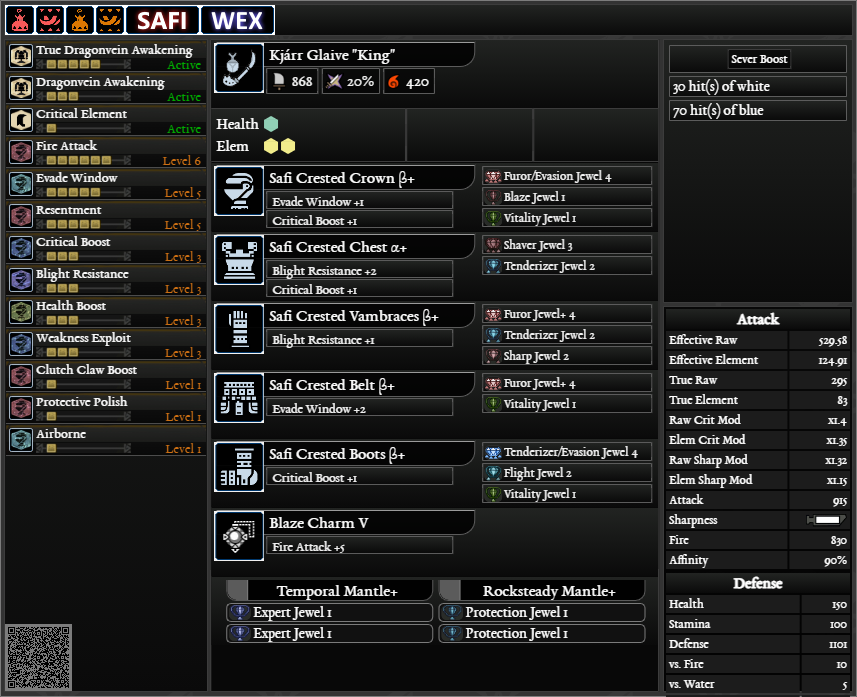 SAFI WEX
True Dragonvein Awakening
Active
Dragonvein Awakening
Active
Critical Element
Active
Fire Attack
Level 6
Evade Window
Level 5
Resentment
Level 5
Critical Boost
Level 3
Blight Resistance
Level 3
Health Boost
Level 3
Weakness Exploit
Level 3
Clutch Claw Boost
Level 1
Protective Polish
Level 1
Airborne
Level 1
Kjárr Glaive "King"
868 20% 420
Health
Elem
Safi Crested Crown β+
Evade Window +1
Critical Boost +1
Furor/Evasion Jewel 4
Blaze Jewel 1
Vitality Jewel 1
Safi Crested Chest α+
Blight Resistance +2
Critical Boost +1
Shaver Jewel 3
Tenderizer Jewel 2
Safi Crested Vambraces β+
Blight Resistance +1
Furor Jewel+ 4
Tenderizer Jewel 2
Sharp Jewel 2
Safi Crested Belt β+
Evade Window +2
Furor Jewel+ 4
Vitality Jewel 1
Safi Crested Boots β+
Critical Boost +1
Tenderizer/Evasion Jewel 4
Flight Jewel 2
Vitality Jewel 1
Blaze Charm V
Fire Attack +5
Temporal Mantle+
Expert Jewel 1
Expert Jewel 1
Rocksteady Mantle+
Protection Jewel 1
Protection Jewel 1
Sever Boost
30 hit(s) of white
70 hit(s) of blue
Attack
Effective Raw 529.58
Effective Element 124.91
True Raw 295
True Element 83
Raw Crit Mod x1.4
Elem Crit Mod x1.35
Raw Sharp Mod x1.32
Elem Sharp Mod x1.15
Attack 915
Sharpness
Fire 830
Affinity 90%
Defense
Health 150
Stamina 100
Defense 1101
vs. Fire 10
vs. Water 5